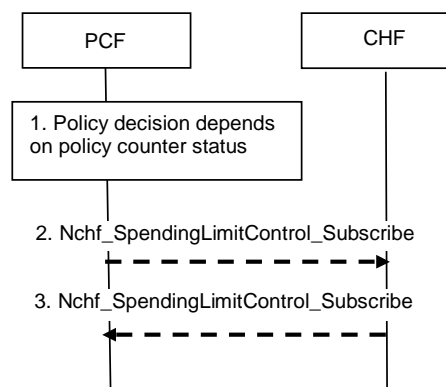 PCF
CHF
1. Policy decision depends
on policy counter status
2. Nchf_SpendingLimitControl_Subscribe
3. Nchf_SpendingLimitControl_Subscribe